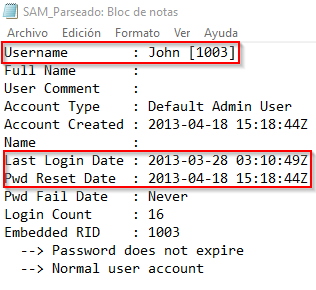 SAM_Parseado: Bloc de notas
Archivo Edición Formato Ver Ayuda
Username : John [1003]
Full Name :
User Comment :
Account Type : Default Admin User
Account Created : 2013-04-18 15:18:44Z
Name :
Last Login Date : 2013-03-28 03:10:49Z
Pwd Reset Date : 2013-04-18 15:18:44Z
Pwd Fail Date : Never
Login Count : 16
Embedded RID : 1003
--> Password does not expire
--> Normal user account